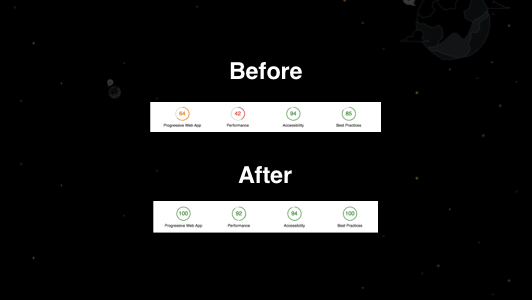 Before
64 42 94 85
Progressive Web App Performance Accessibility Best Practices
After
100 92 94 100
Progressive Web App Performance Accessibility Best Practices